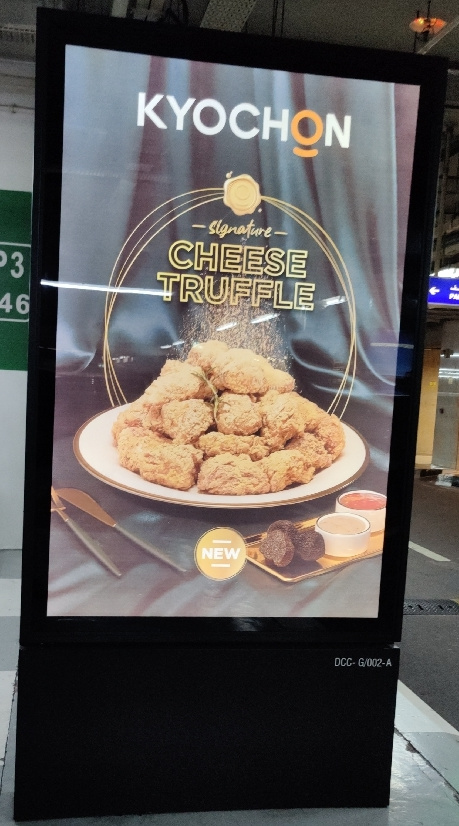 KYOCHON
signature
CHEESE
TRUFFLE
NEW
P3
46
DCC- G/002-A